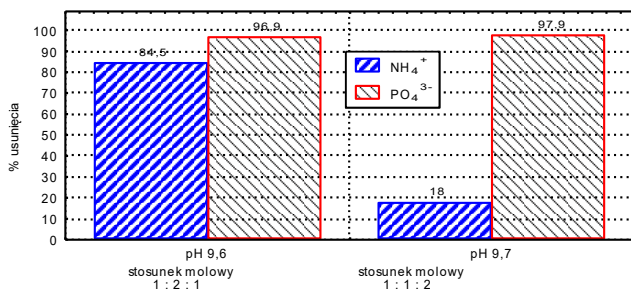 % usunięcia
100
90
80
70
60
50
40
30
20
10
0
84,5
96,9
18
97,9
NH₄⁺
PO₄³⁻
pH 9,6
pH 9,7
stosunek molowy
1 : 2 : 1
stosunek molowy
1 : 1 : 2